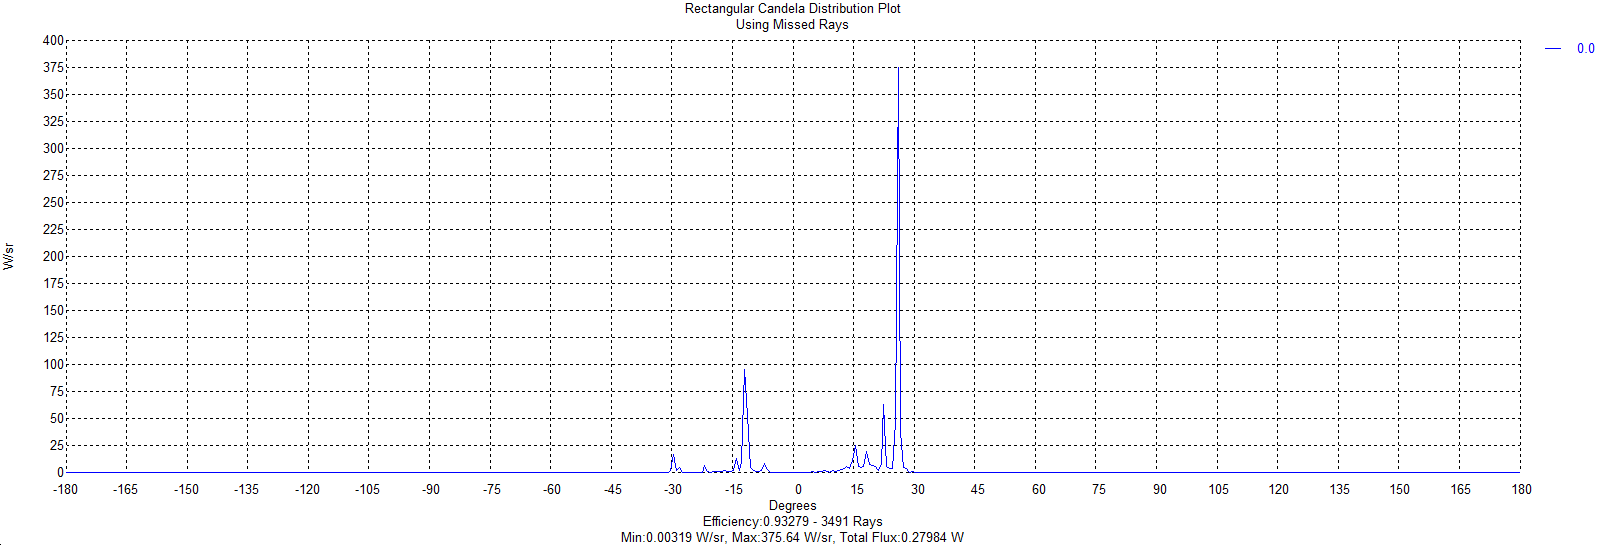 Rectangular Candela Distribution Plot
Using Missed Rays
0.0
400
375
350
325
300
275
250
225
200
175
150
125
100
75
50
25
0
W/sr
-180 -165 -150 -135 -120 -105 -90 -75 -60 -45 -30 -15 0 15 30 45 60 75 90 105 120 135 150 165 180
Degrees
Efficiency:0.93279 - 3491 Rays
Min:0.00319 W/sr, Max:375.64 W/sr, Total Flux:0.27984 W